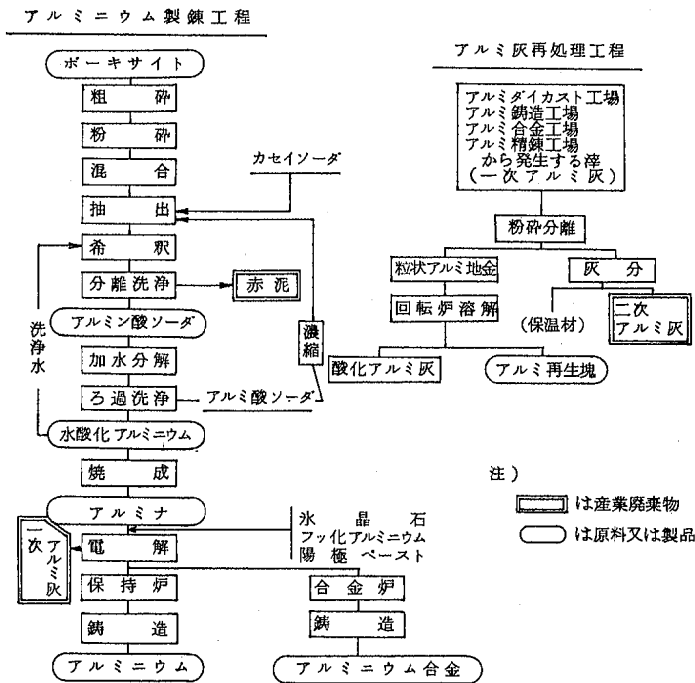 アルミニウム製錬工程
ボーキサイト
粗砕
粉砕
混合
カセイソーダ
抽出
希釈
分離洗浄
赤泥
アルミン酸ソーダ
洗浄水
濃縮
加水分解
ろ過洗浄
アルミ酸ソーダ
水酸化アルミニウム
焼成
アルミナ
氷晶石
フッ化アルミニウム
陽極ペースト
一次
アルミ灰
電解
保持炉
合金炉
鋳造
鋳造
アルミニウム
アルミニウム合金
アルミ灰再処理工程
アルミダイカスト工場
アルミ鋳造工場
アルミ合金工場
アルミ精錬工場
から発生する滓
(一次アルミ灰)
粉砕分離
粒状アルミ地金
灰分
回転炉溶解
(保温材)
二次
アルミ灰
酸化アルミ灰
アルミ再生塊
注)
は産業廃棄物
は原料又は製品